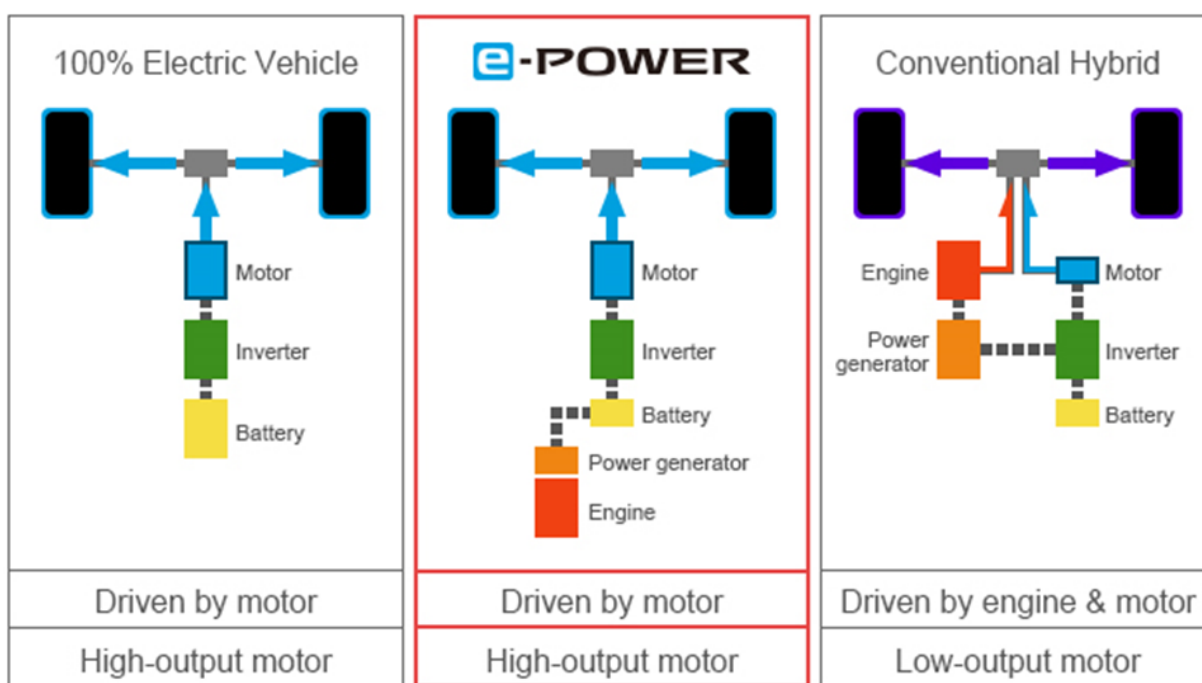 100% Electric Vehicle
Motor
Inverter
Battery
Driven by motor
High-output motor
e-POWER
Motor
Inverter
Battery
Power generator
Engine
Driven by motor
High-output motor
Conventional Hybrid
Engine
Motor
Power
generator
Inverter
Battery
Driven by engine & motor
Low-output motor